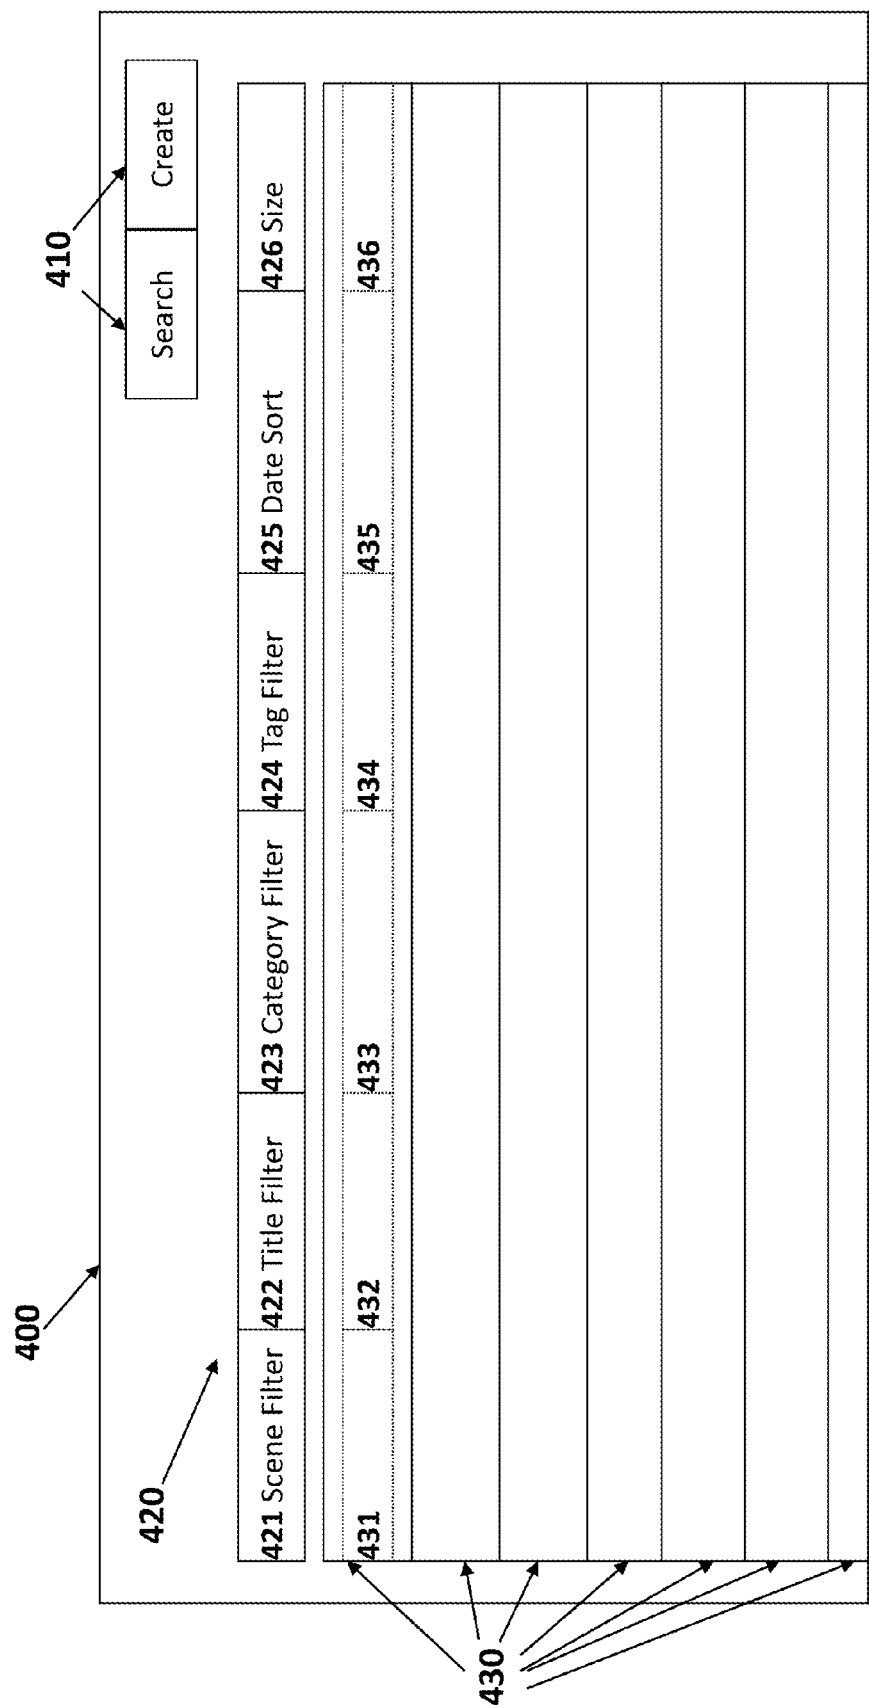 400
410
Search Create
420
421 Scene Filter 422 Title Filter 423 Category Filter 424 Tag Filter 425 Date Sort 426 Size
431 432 433 434 435 436
430